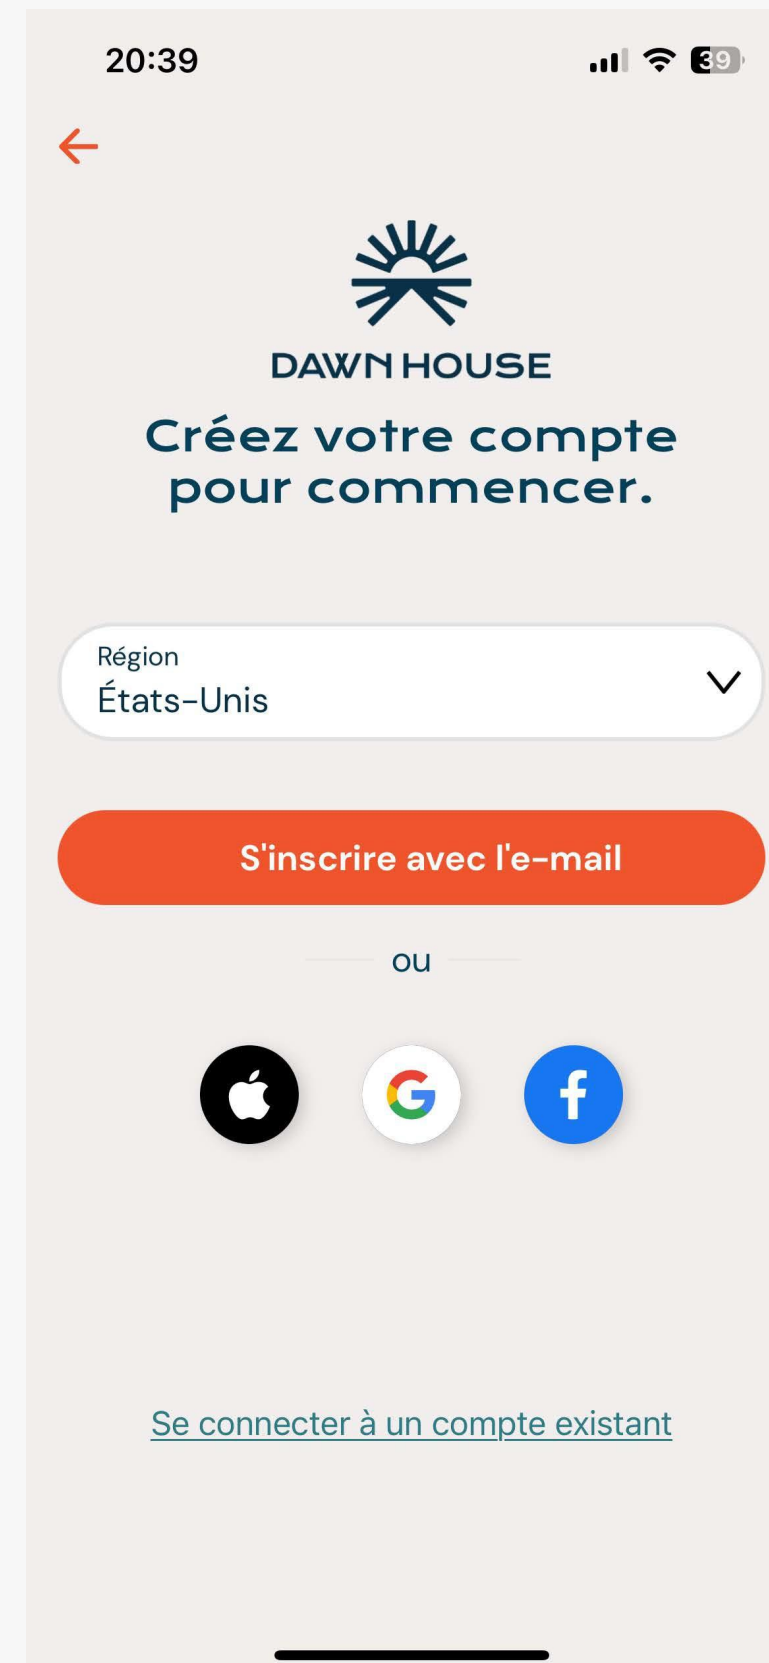 20:39
39
DAWN HOUSE
Créez votre compte
pour commencer.
Région
États-Unis
S'inscrire avec l'e-mail
ou
Se connecter à un compte existant